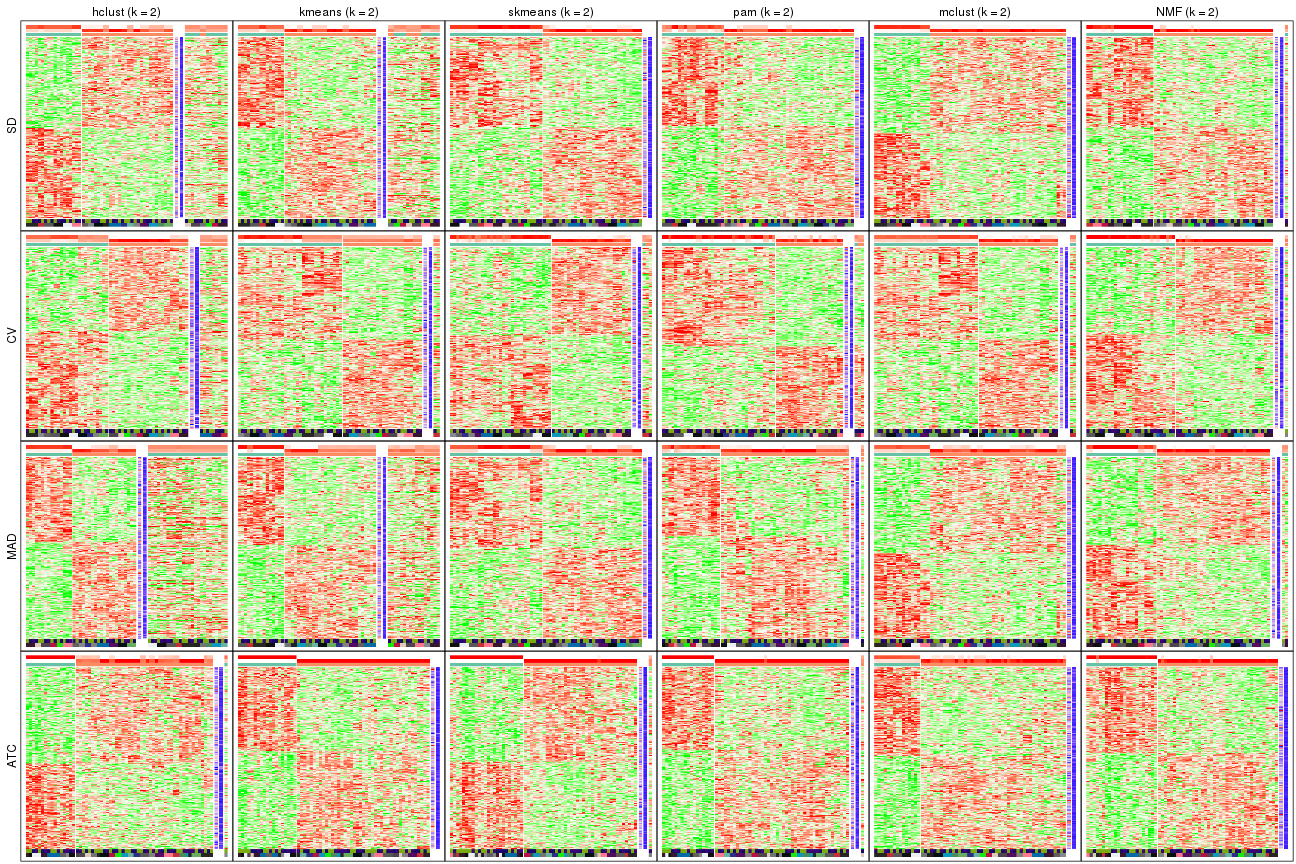 hclust (k = 2) kmeans (k = 2) skmeans (k = 2) pam (k = 2) mclust (k = 2) NMF (k = 2)
SD
CV
MAD
ATC